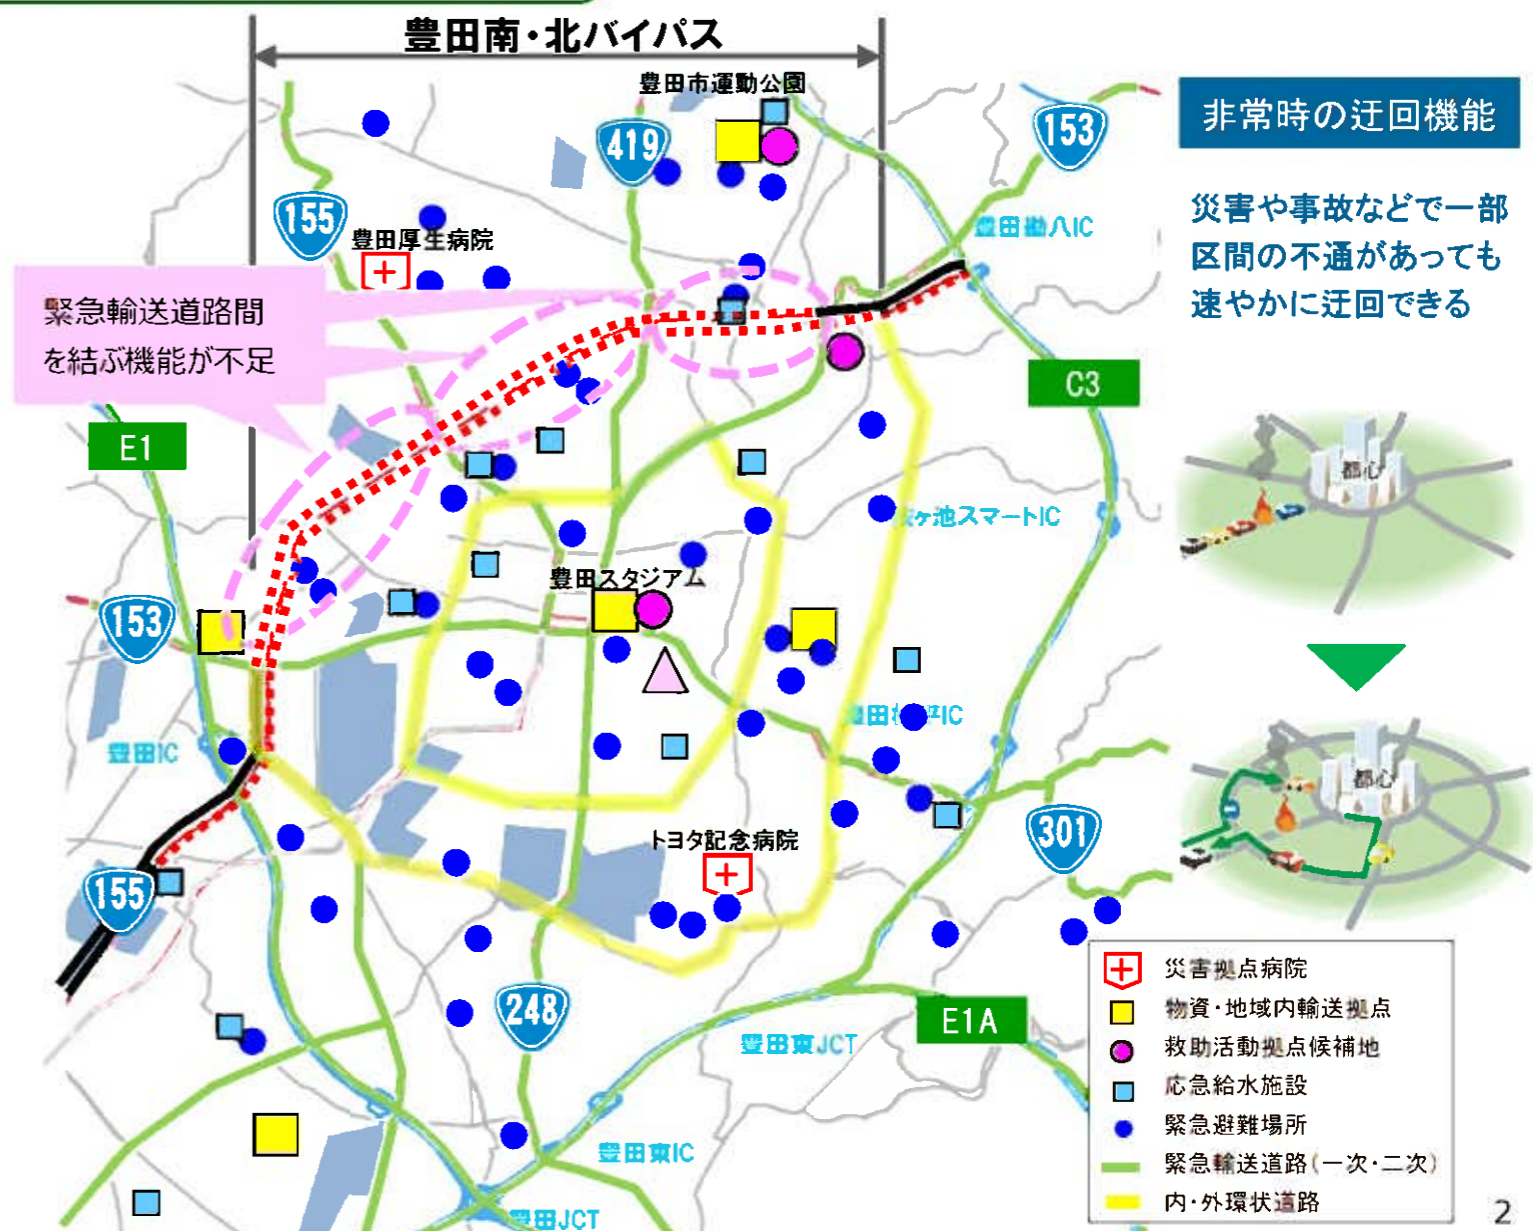 豊田南・北バイパス
豊田市運動公園
419
153
非常時の迂回機能
155
豊田厚生病院
豊田勘八IC
災害や事故などで一部
区間の不通があっても
速やかに迂回できる
緊急輸送道路間
を結ぶ機能が不足
C3
E1
都心
ヶ池スマートIC
豊田スタジアム
153
豊田IC
IC
都心
トヨタ記念病院
301
155
248
E1A
豊田東JCT
豊田東IC
豊田JCT
災害拠点病院
物資・地域内輸送拠点
救助活動拠点候補地
応急給水施設
緊急避難場所
緊急輸送道路(一次・二次)
内・外環状道路
2